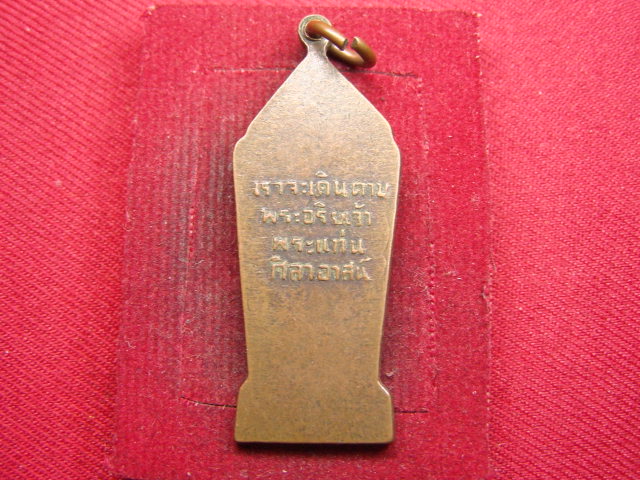 เราจะเดินตาม
พระอริยเจ้า
พระแท่น
ศิลาอาสน์